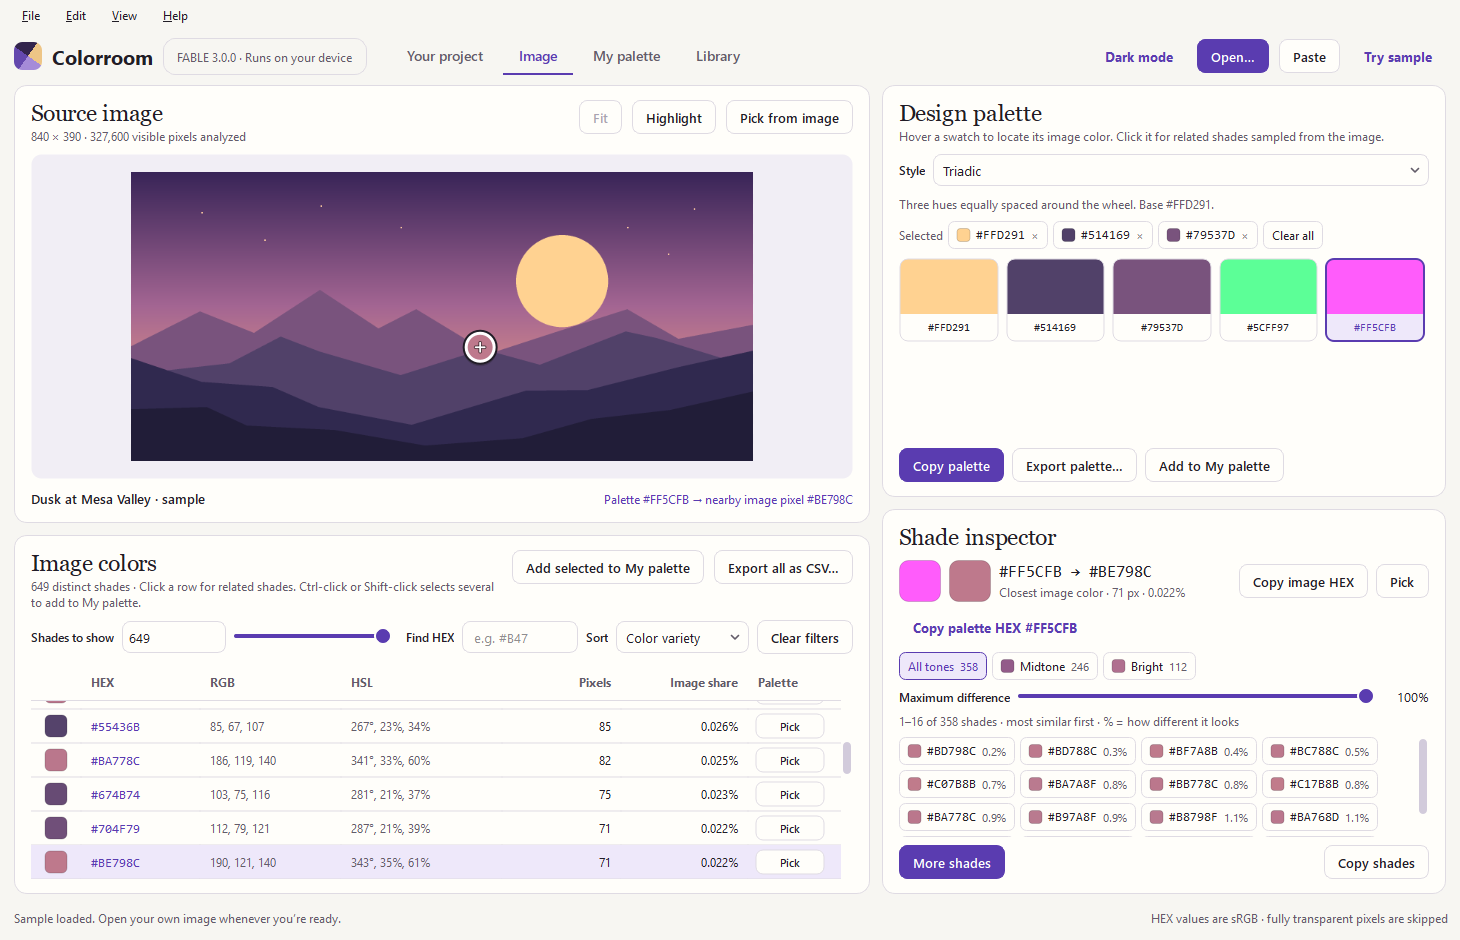 File Edit View Help
Colorroom
FABLE 3.0.0 · Runs on your device
Your project Image My palette Library
Dark mode Open... Paste Try sample
Source image
840 × 390 · 327,600 visible pixels analyzed
Fit Highlight Pick from image
Dusk at Mesa Valley · sample
Palette #FF5CFB → nearby image pixel #BE798C
Image colors
649 distinct shades · Click a row for related shades. Ctrl-click or Shift-click selects several
to add to My palette.
Add selected to My palette Export all as CSV...
Shades to show 649 Find HEX e.g. #B47 Sort Color variety Clear filters
HEX RGB HSL Pixels Image share Palette
#55436B 85, 67, 107 267°, 23%, 34% 85 0.026% Pick
#BA778C 186, 119, 140 341°, 33%, 60% 82 0.025% Pick
#674B74 103, 75, 116 281°, 21%, 37% 75 0.023% Pick
#704F79 112, 79, 121 287°, 21%, 39% 71 0.022% Pick
#BE798C 190, 121, 140 343°, 35%, 61% 71 0.022% Pick
Design palette
Hover a swatch to locate its image color. Click it for related shades sampled from the image.
Style Triadic
Three hues equally spaced around the wheel. Base #FFD291.
Selected #FFD291 × #514169 × #79537D × Clear all
#FFD291 #514169 #79537D #5CFF97 #FF5CFB
Copy palette Export palette... Add to My palette
Shade inspector
#FF5CFB → #BE798C
Closest image color · 71 px · 0.022%
Copy image HEX Pick
Copy palette HEX #FF5CFB
All tones 358 Midtone 246 Bright 112
Maximum difference 100%
1–16 of 358 shades · most similar first · % = how different it looks
#BD798C 0.2% #BD788C 0.3% #BF7A8B 0.4% #BC788C 0.5%
#C07B8B 0.7% #BA7A8F 0.8% #BB778C 0.8% #C17B8B 0.8%
#BA777C 0.9% #B97A8F 0.9% #B8798F 1.1% #BA768D 1.1%
More shades Copy shades
Sample loaded. Open your own image whenever you're ready.
HEX values are sRGB · fully transparent pixels are skipped